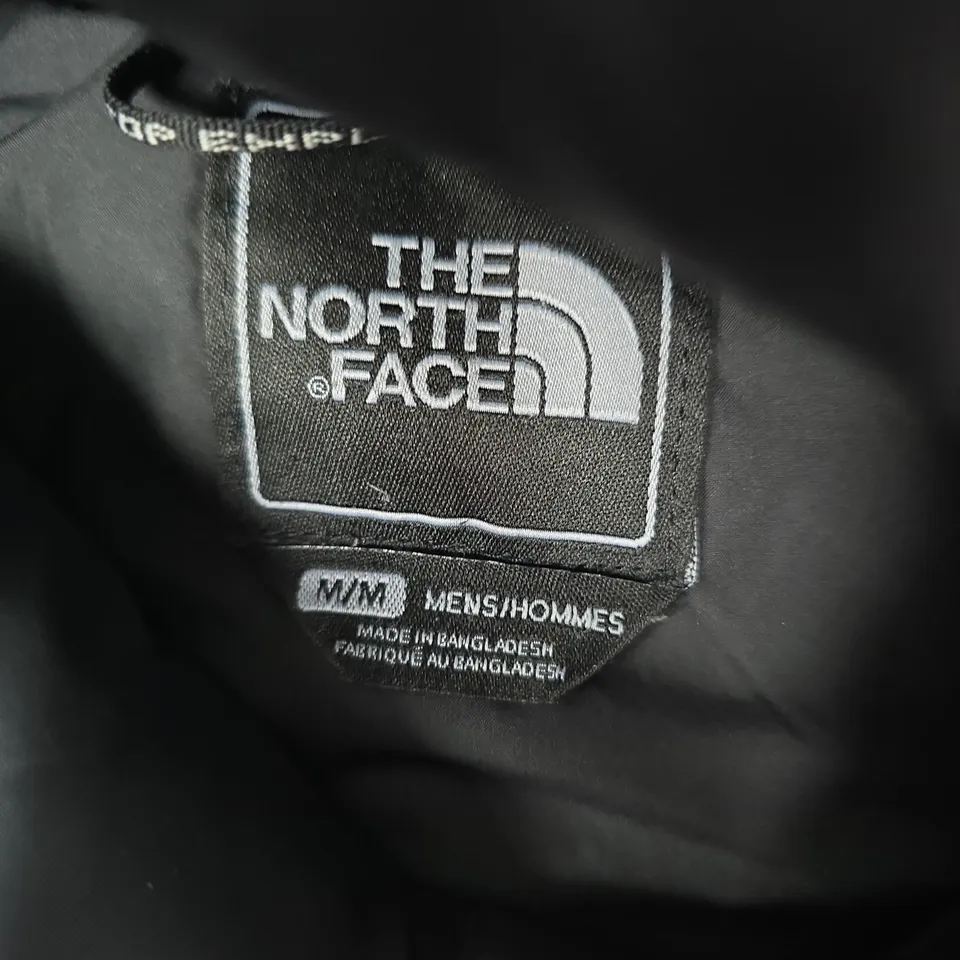 THE
NORTH
FACE
®
M/M MENS/HOMMES
MADE IN BANGLADESH
FABRIQUÉ AU BANGLADESH